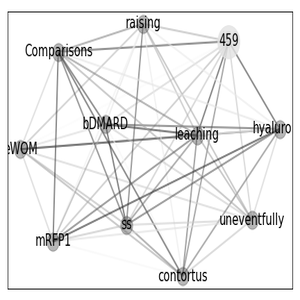 raising
459
Comparisons
bDMARD
leaching
hyaluro
eWOM
ss
uneventfully
mRFP1
contortus